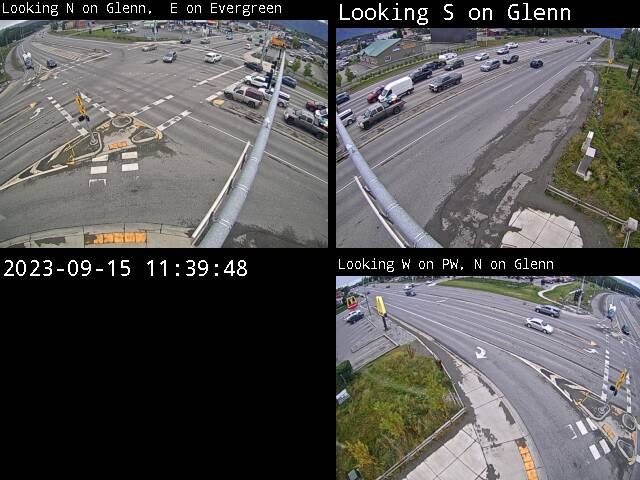 Looking N on Glenn, E on Evergreen
Looking S on Glenn
2023-09-15 11:39:48
Looking W on PW, N on Glenn